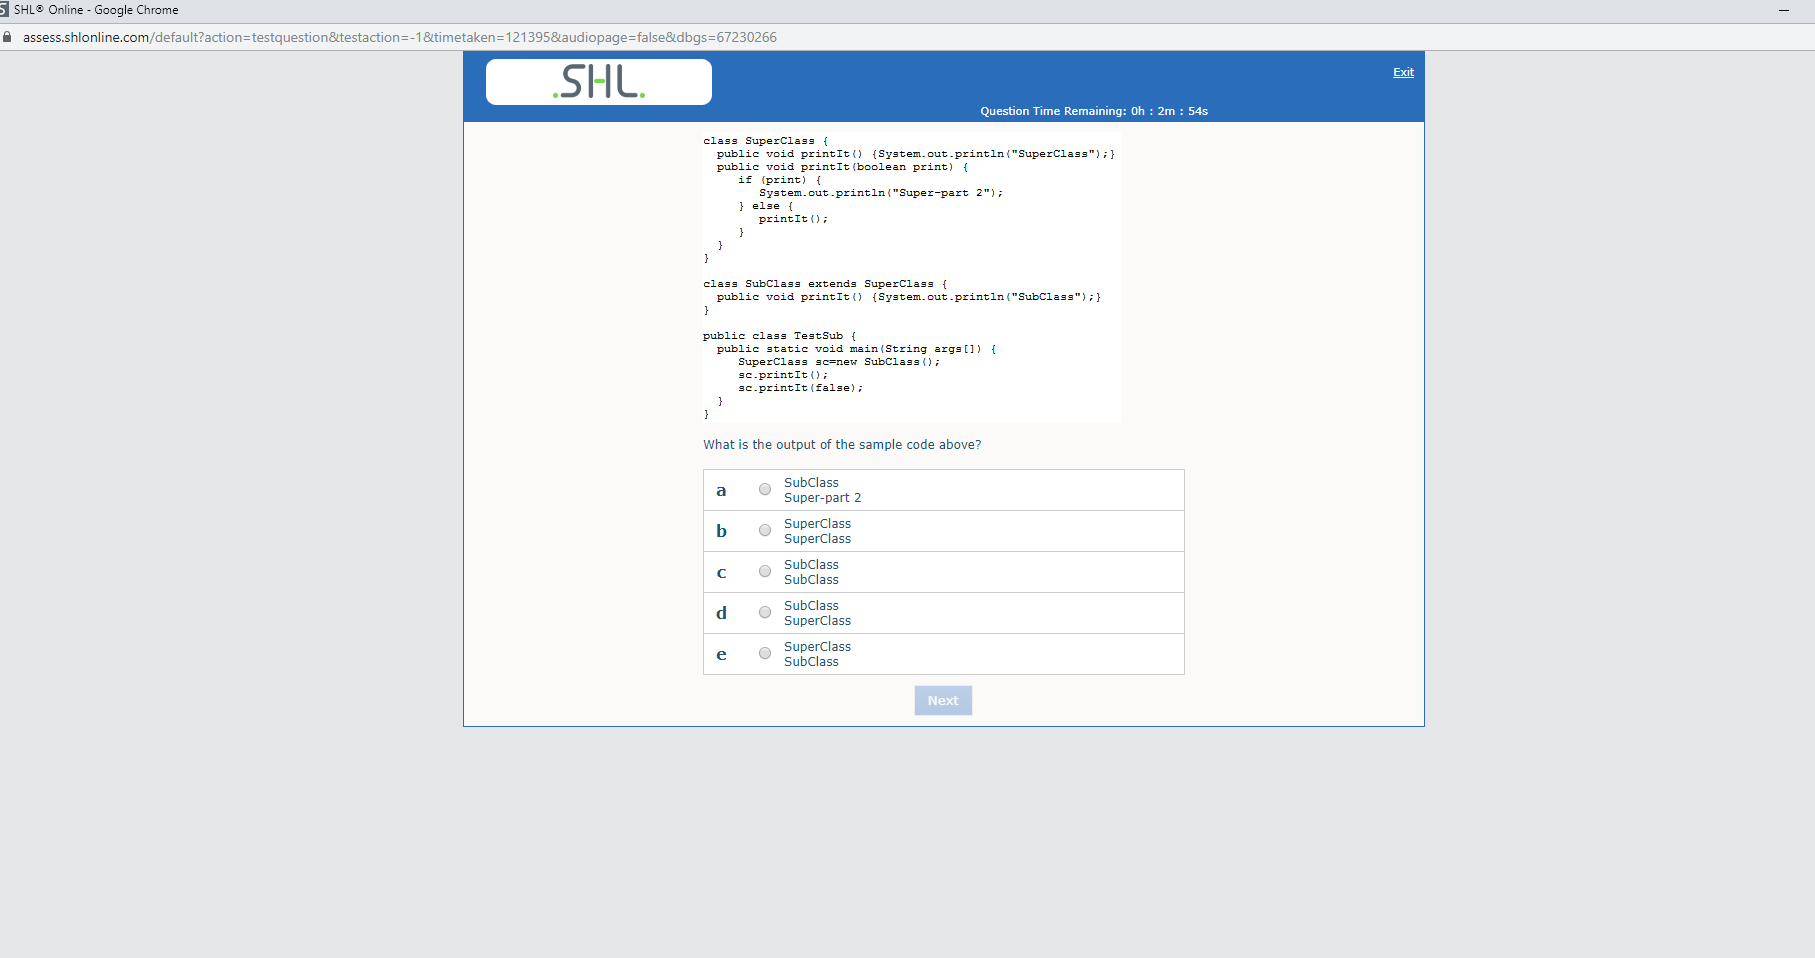 SHL® Online - Google Chrome
assess.shlonline.com/default?action=testquestion&testaction=-1&timetaken=121395&audiopage=false&dbgs=67230266
.SHL.
Exit
Question Time Remaining: 0h : 2m : 54s
class SuperClass {
  public void printIt() {System.out.println("SuperClass");}
  public void printIt(boolean print) {
     if (print) {
        System.out.println("Super-part 2");
     } else {
        printIt();
     }
  }
}
class SubClass extends SuperClass {
  public void printIt() {System.out.println("SubClass");}
}
public class TestSub {
  public static void main(String args[]) {
     SuperClass sc=new SubClass();
     sc.printIt();
     sc.printIt(false);
  }
}
What is the output of the sample code above?
a
SubClass
Super-part 2
b
SuperClass
SuperClass
c
SubClass
SubClass
d
SubClass
SuperClass
e
SuperClass
SubClass
Next